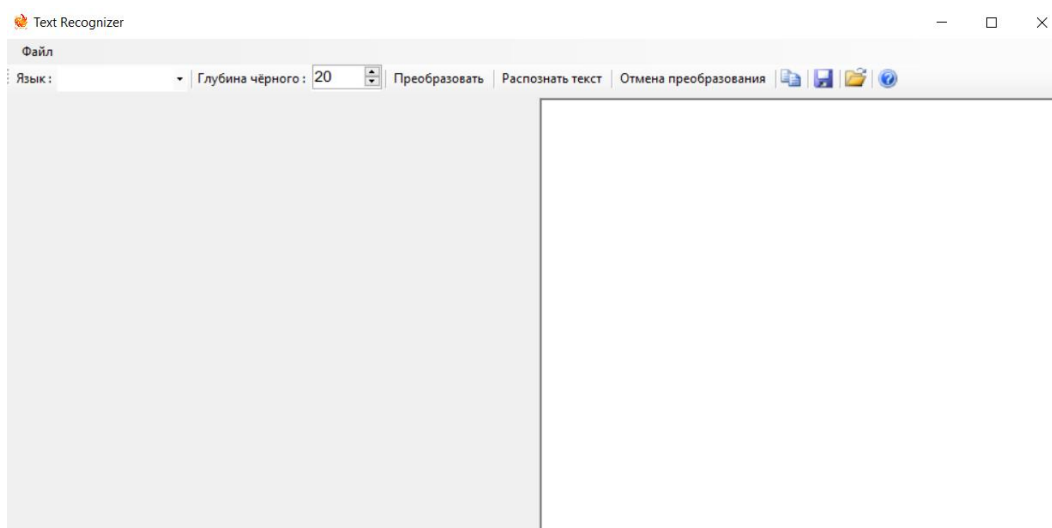 Text Recognizer
Файл
Язык : Глубина чёрного : 20 Преобразовать Распознать текст Отмена преобразования